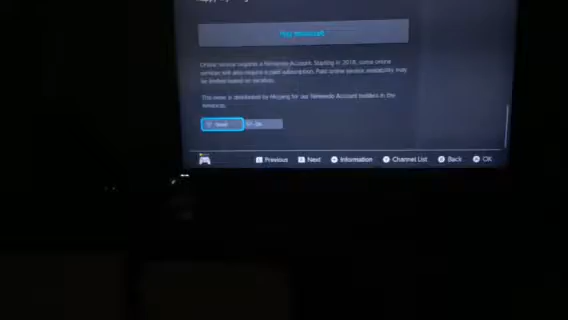 Play Minecraft
Online service requires a Nintendo Account. Starting in 2018, some online
services will also require a paid subscription. Paid online service availability may
be limited based on location.
This news is distributed by Mojang for our Nintendo Account holders in the
Americas.
Previous
Next
Information
Channel List
Back
OK